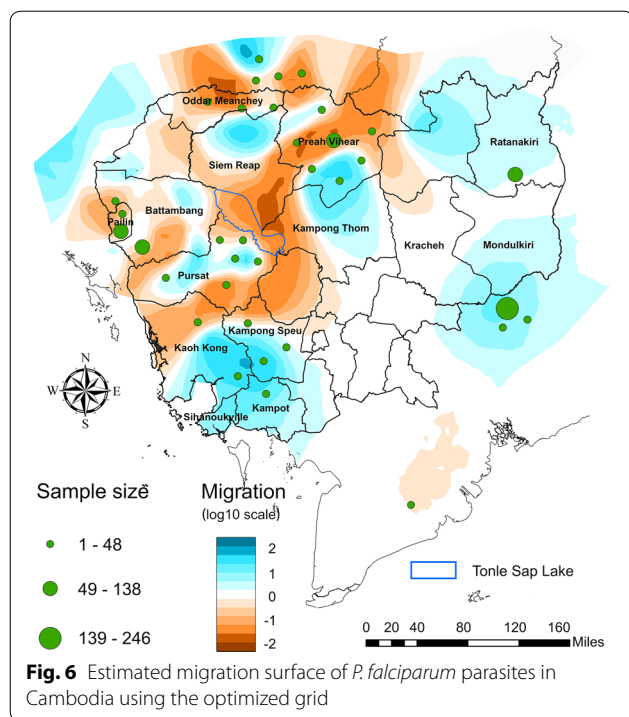 Oddar Meanchey
Ratanakiri
Preah Vihear
Siem Reap
Battambang
Pailin
Kampong Thom
Kracheh
Mondulkiri
Pursat
Kampong Speu
Kaoh Kong
N
W E
S
Sihanoukville
Kampot
Sample size
1 - 48
49 - 138
139 - 246
Migration
(log10 scale)
2
1
0
-1
-2
Tonle Sap Lake
0 20 40 80 120 160
Miles
Fig. 6 Estimated migration surface of P. falciparum parasites in
Cambodia using the optimized grid